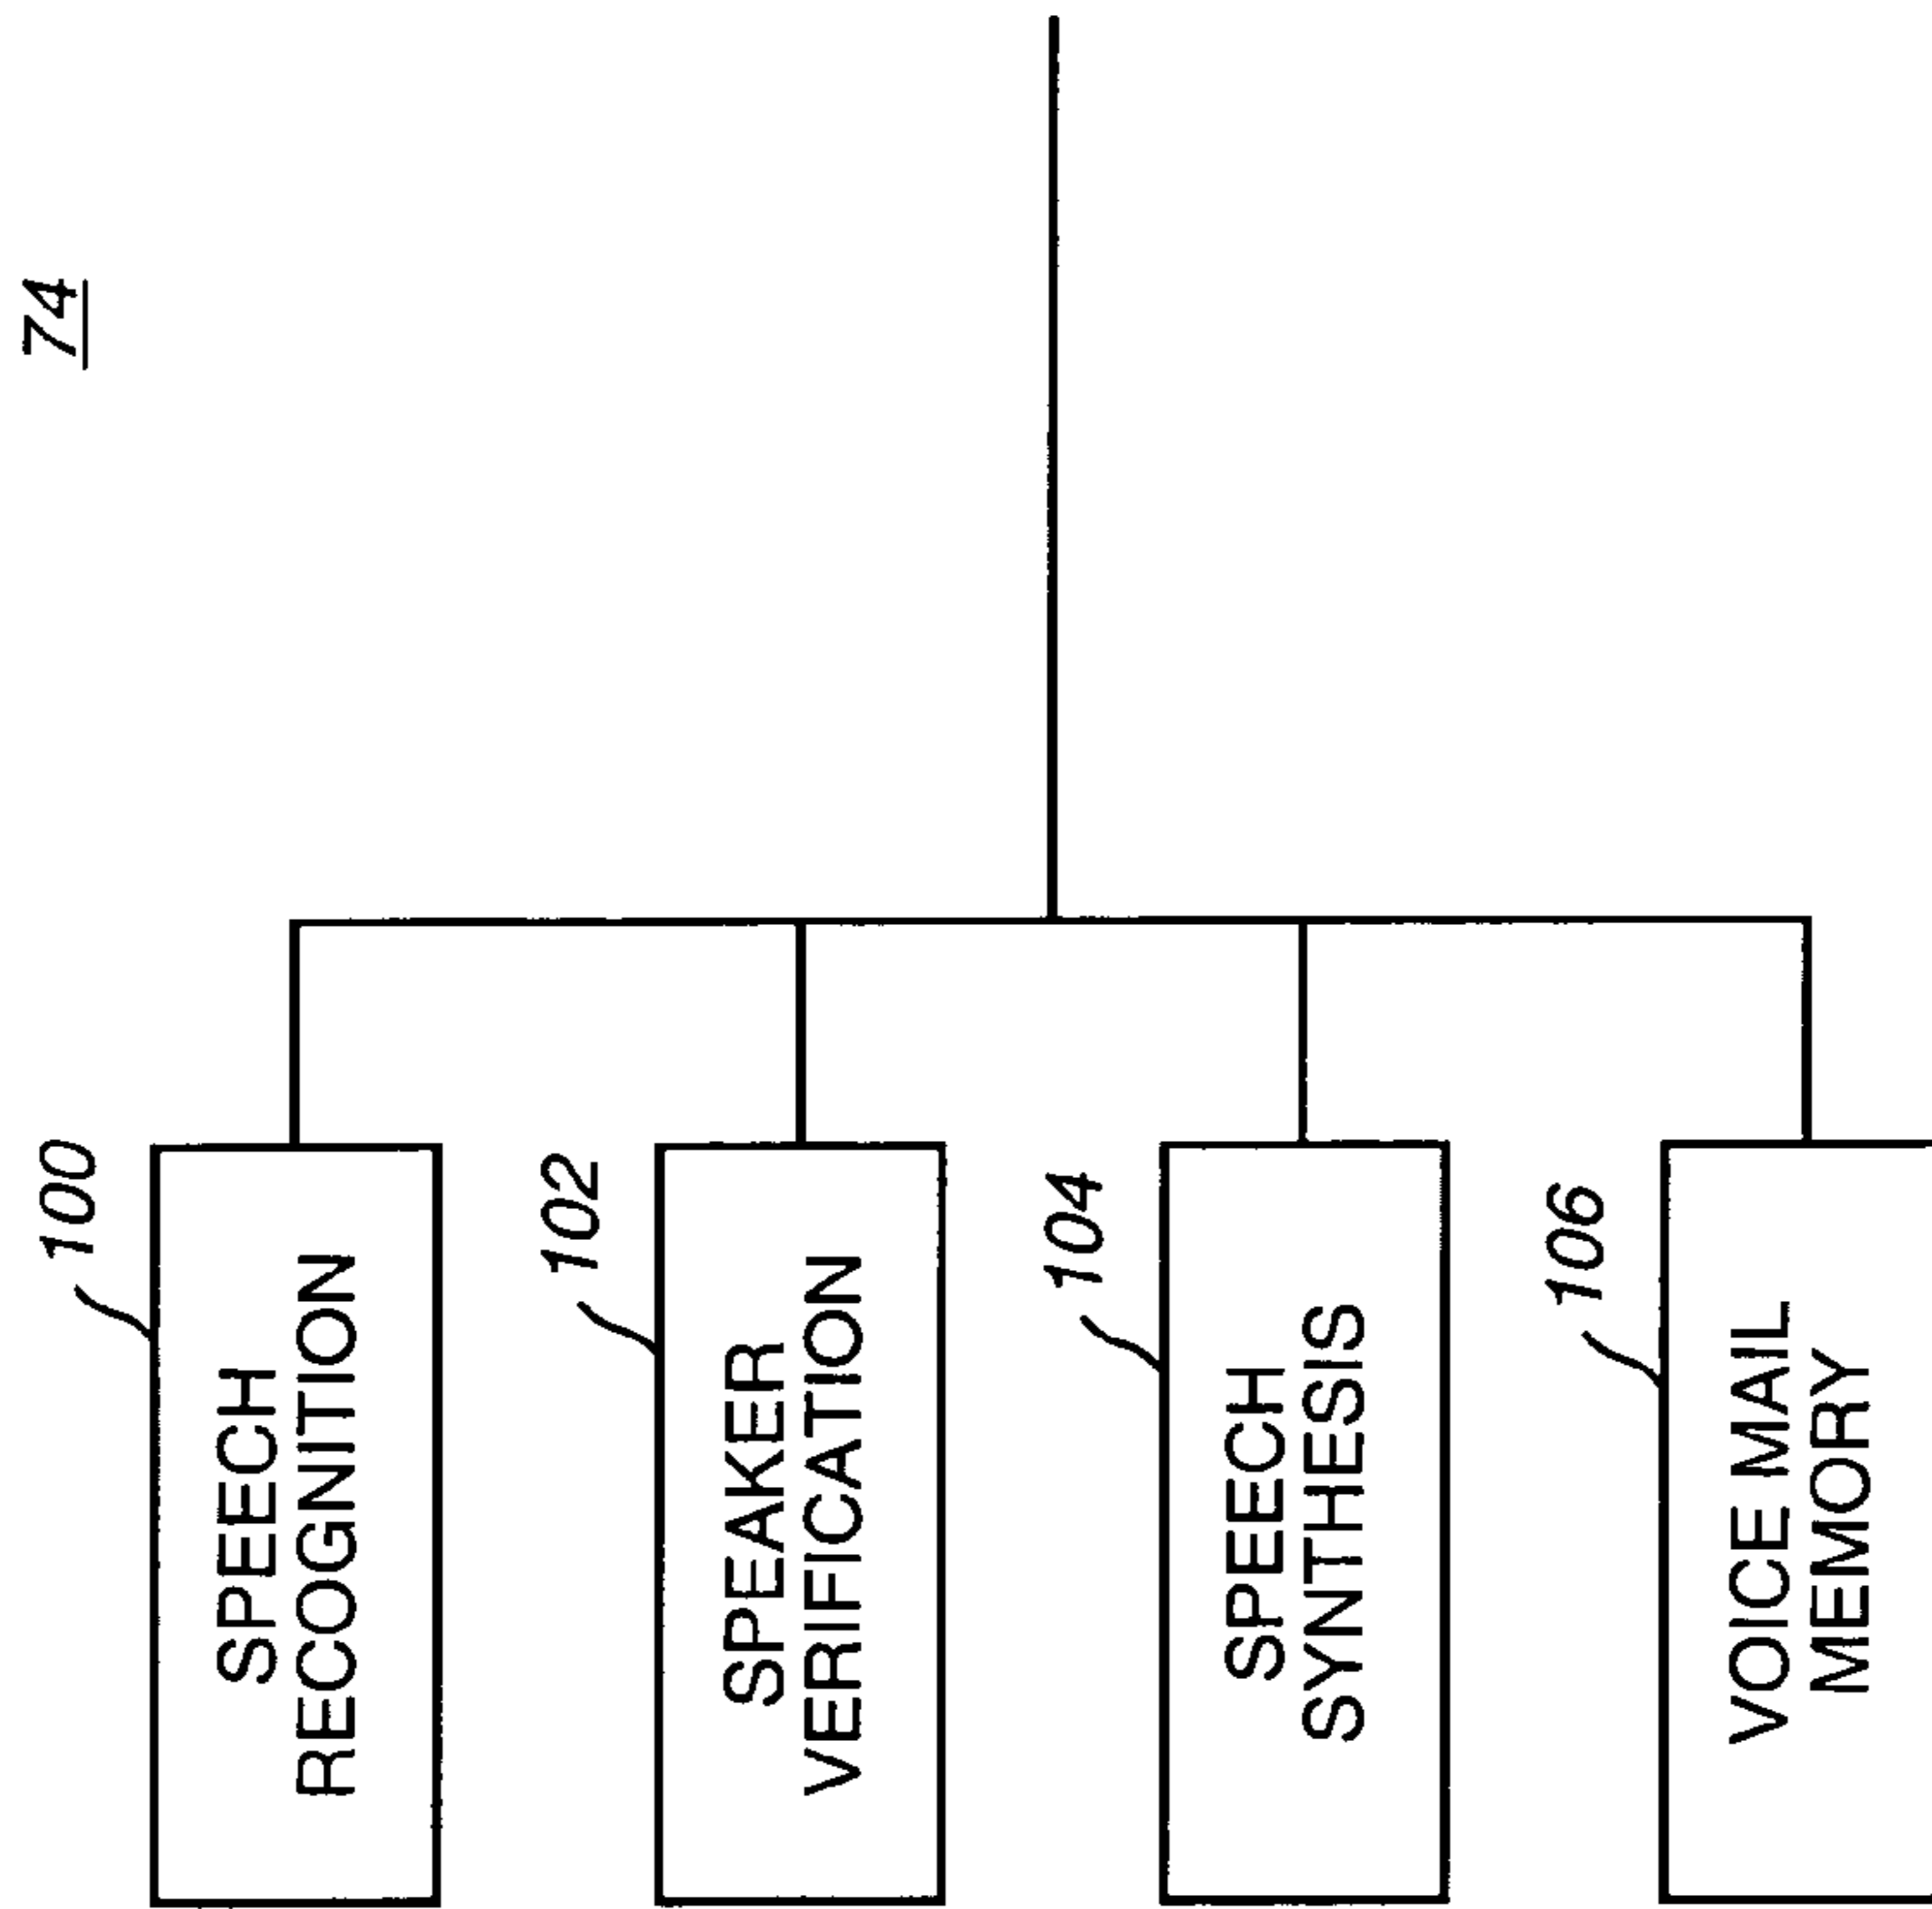 74
100
SPEECH
RECOGNITION
102
SPEAKER
VERIFICATION
104
SPEECH
SYNTHESIS
106
VOICE MAIL
MEMORY